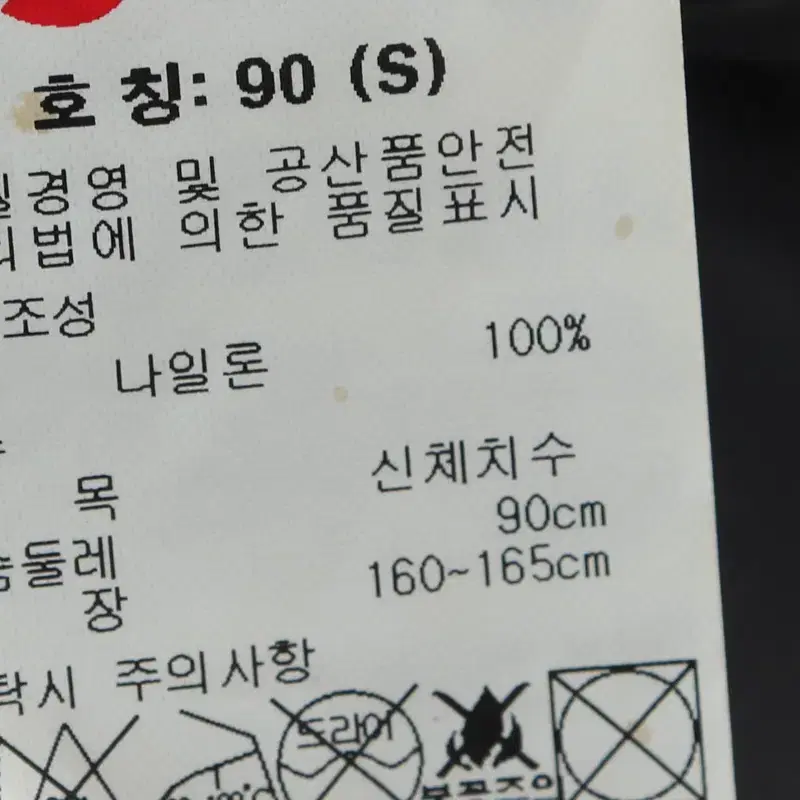 호 칭: 90 (S)
경영 및 공산품안전
법에 의한 품질표시
조성
나일론 100%
신체치수
목 90cm
둘레 160~165cm
장
시 주의사항
드라이